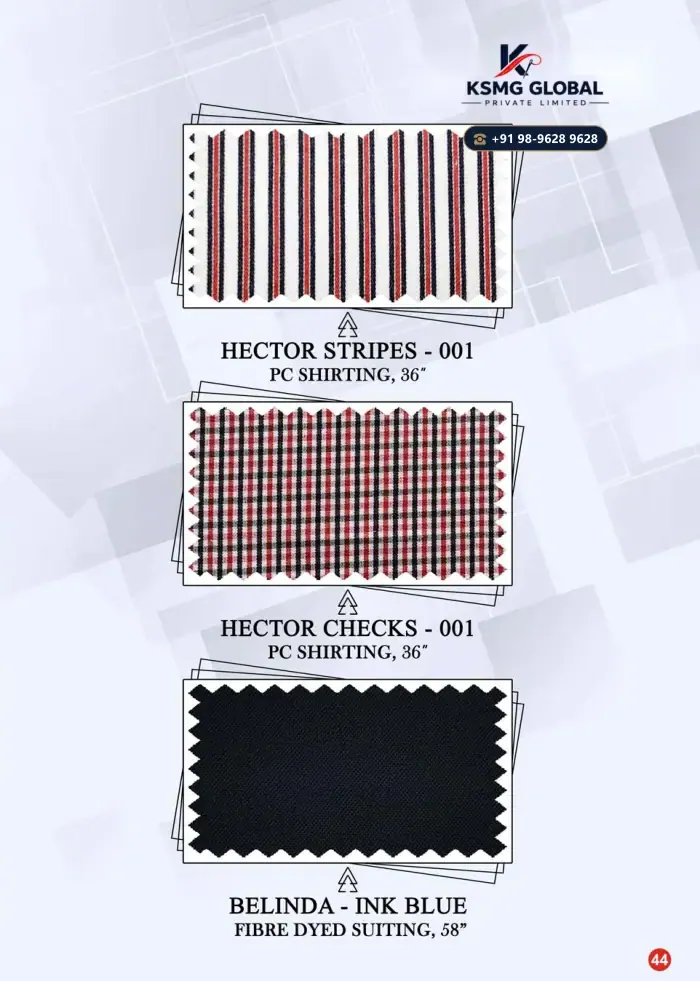 KSMG GLOBAL
PRIVATE LIMITED
+91 98-9628 9628
HECTOR STRIPES - 001
PC SHIRTING, 36″
HECTOR CHECKS - 001
PC SHIRTING, 36″
BELINDA - INK BLUE
FIBRE DYED SUITING, 58”
44